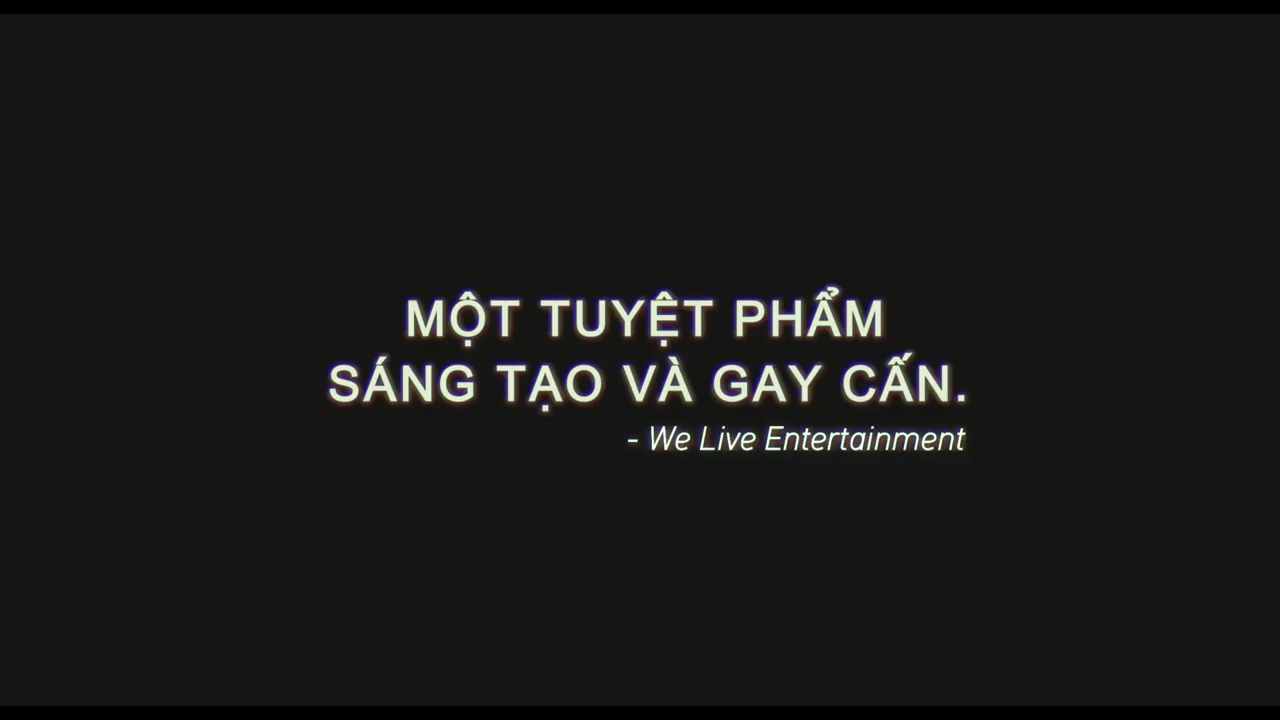 MỘT TUYỆT PHẨM
SÁNG TẠO VÀ GAY CẤN.
- We Live Entertainment